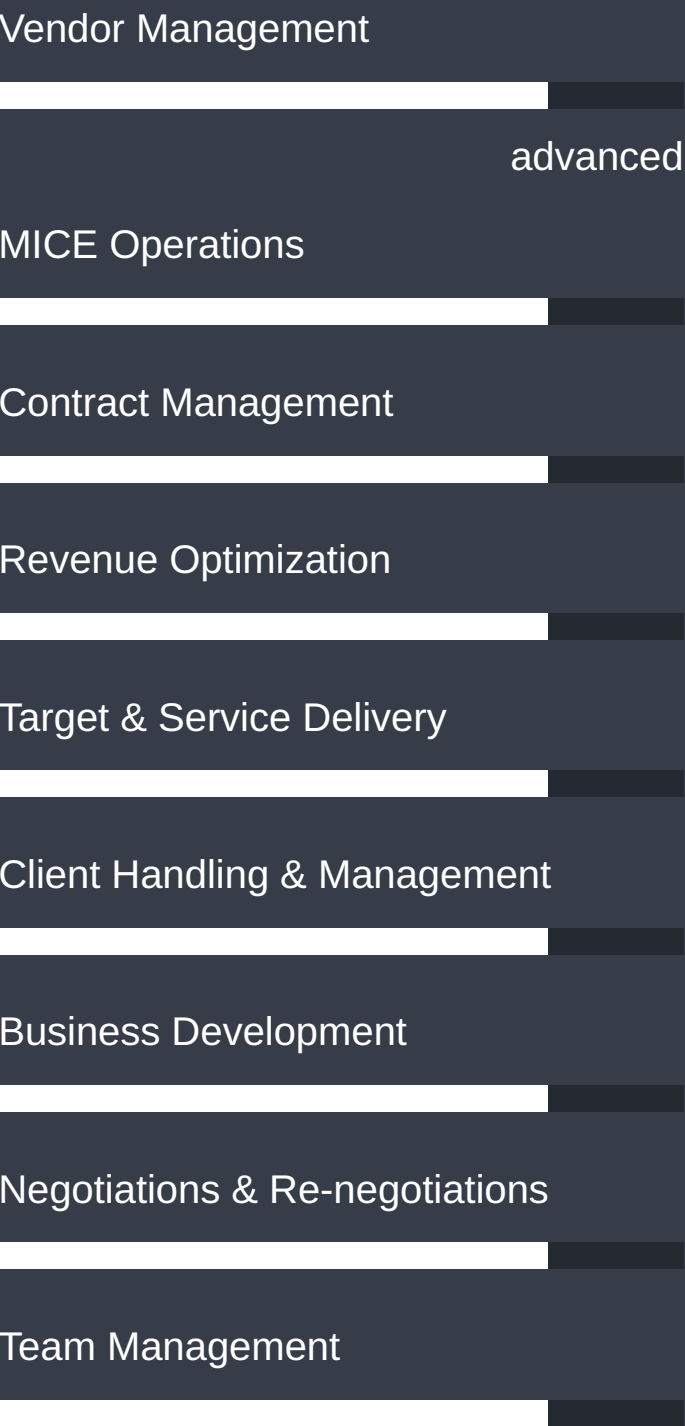 Vendor Management
advanced
MICE Operations
Contract Management
Revenue Optimization
Target & Service Delivery
Client Handling & Management
Business Development
Negotiations & Re-negotiations
Team Management